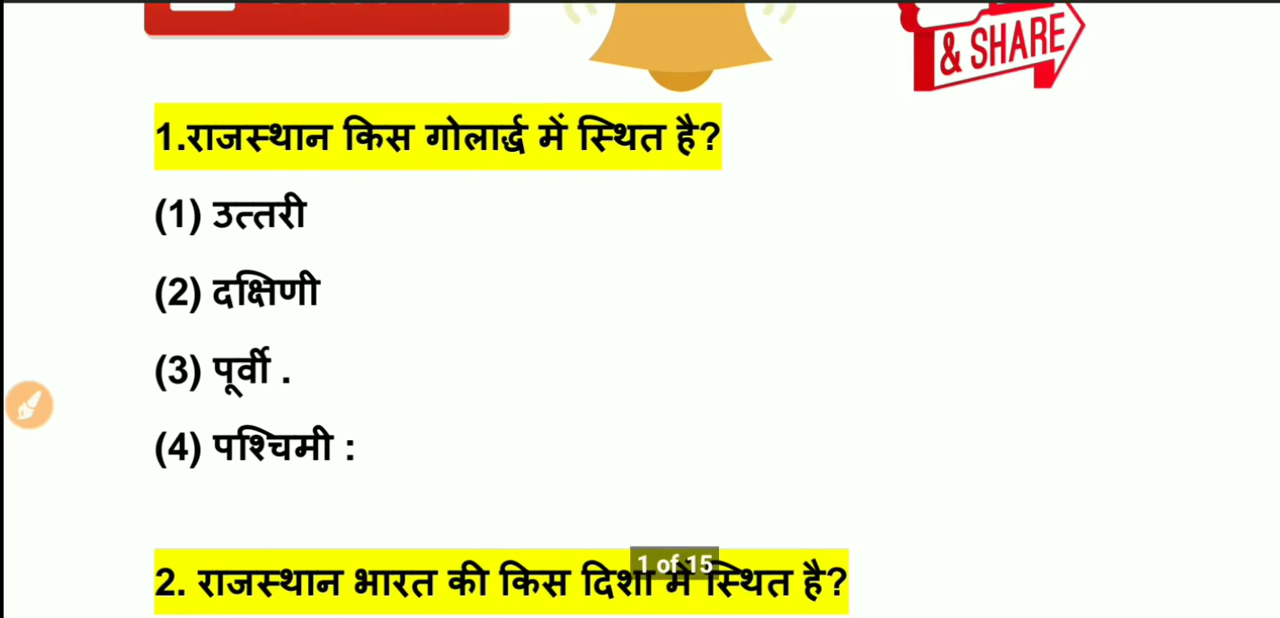 & SHARE
1.राजस्थान किस गोलार्द्ध में स्थित है?
(1) उत्तरी
(2) दक्षिणी
(3) पूर्वी .
(4) पश्चिमी :
1 of 15
2. राजस्थान भारत की किस दिशा में स्थित है?